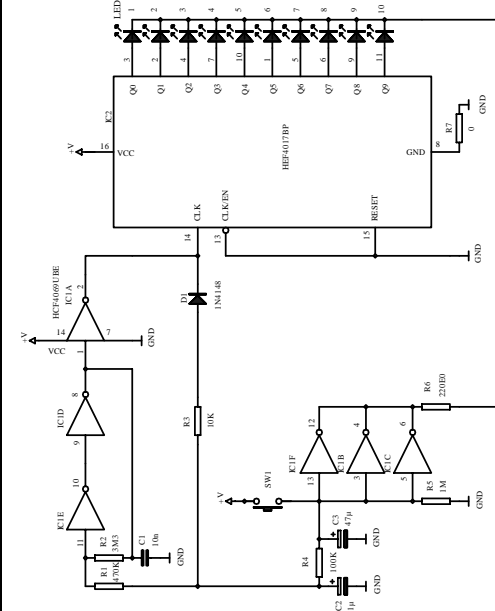 LED
1 2 3 4 5 6 7 8 9 10
3 2 4 7 10 1 5 6 9 11
Q0 Q1 Q2 Q3 Q4 Q5 Q6 Q7 Q8 Q9
IC2
HEF4017BP
+V
16
VCC
GND
8
R7
0
GND
CLK
CLK/EN
RESET
14
13
15
GND
HCF4069UBE
IC1A
2
+V
14
VCC
1
7
GND
D1
1N4148
IC1D
8
9
R3
10K
IC1E
10
11
R2
3M3
C1
10n
GND
R1
470K
IC1F
12
13
IC1B
4
3
IC1C
6
5
R6
220E0
+V
SW1
R5
1M
GND
R4
100K
C3
47µ
GND
C2
1µ
GND